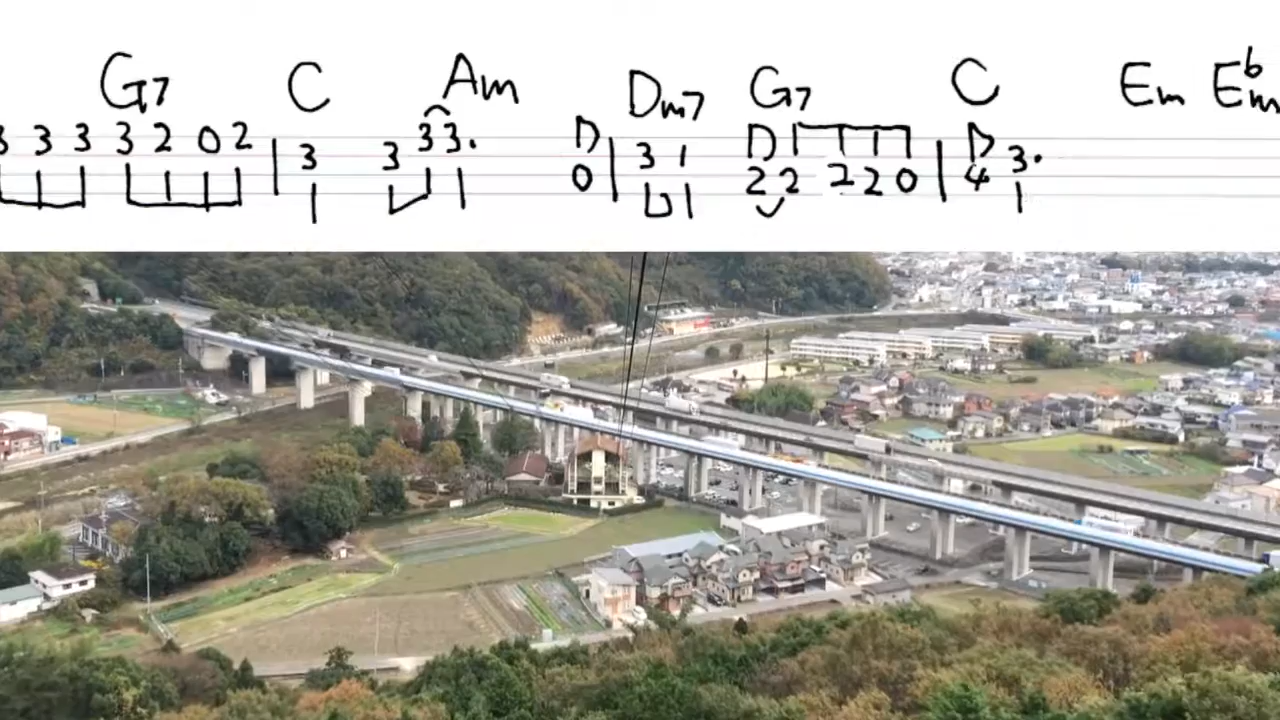 G7 C Am Dm7 G7 C Em E♭m
3 3 3 3 2 0 2 3 3 3 3. 0 3 1 2 2 2 2 0 4 3.